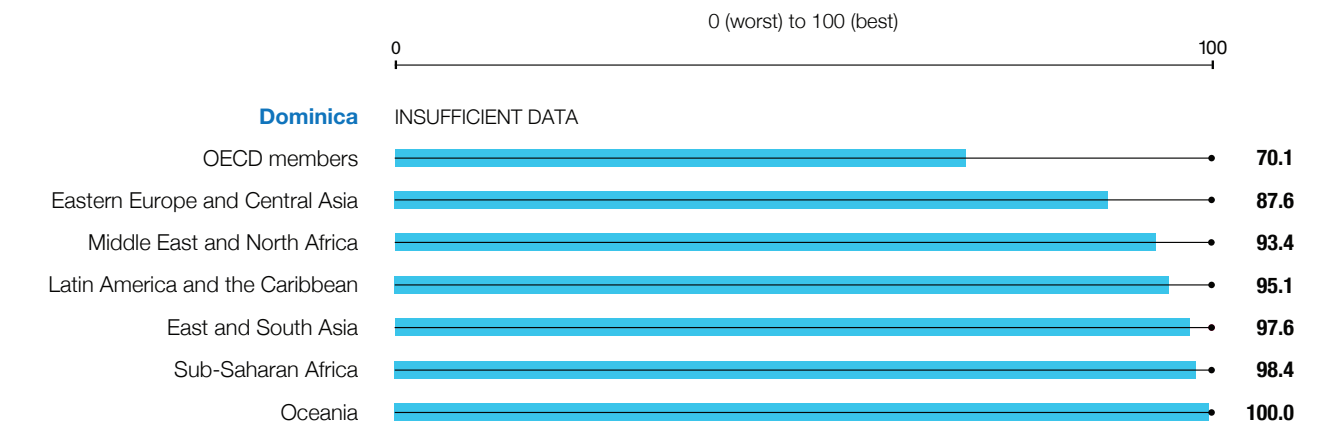 0 (worst) to 100 (best)
0 100
Dominica INSUFFICIENT DATA
OECD members 70.1
Eastern Europe and Central Asia 87.6
Middle East and North Africa 93.4
Latin America and the Caribbean 95.1
East and South Asia 97.6
Sub-Saharan Africa 98.4
Oceania 100.0